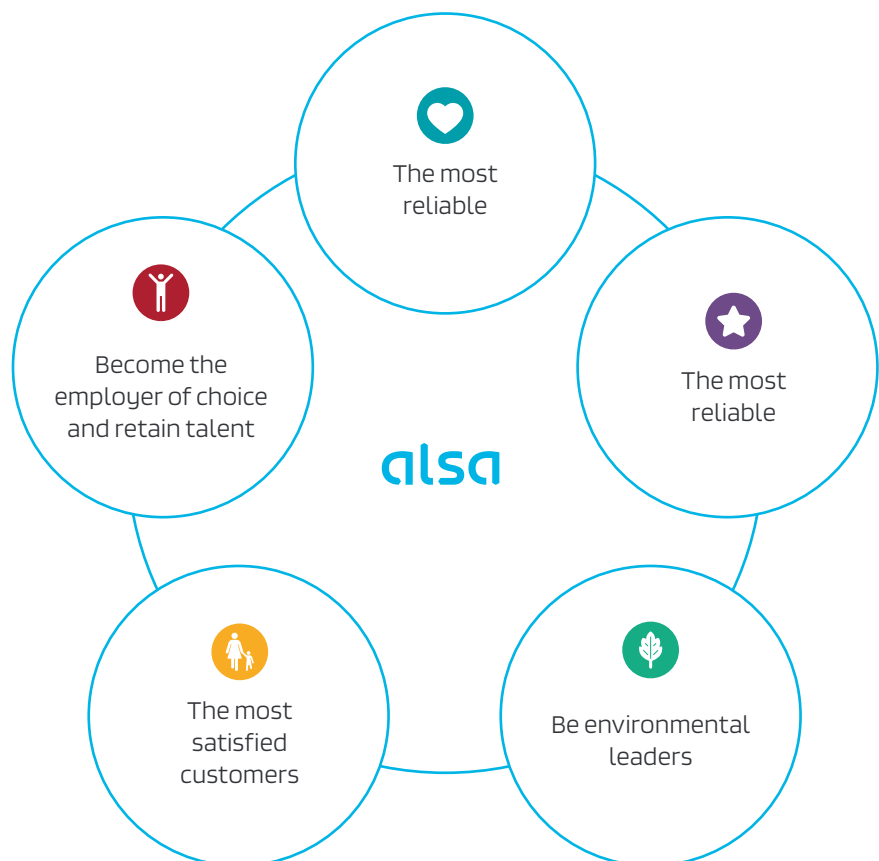 The most
reliable
Become the
employer of choice
and retain talent
The most
reliable
alsa
The most
satisfied
customers
Be environmental
leaders